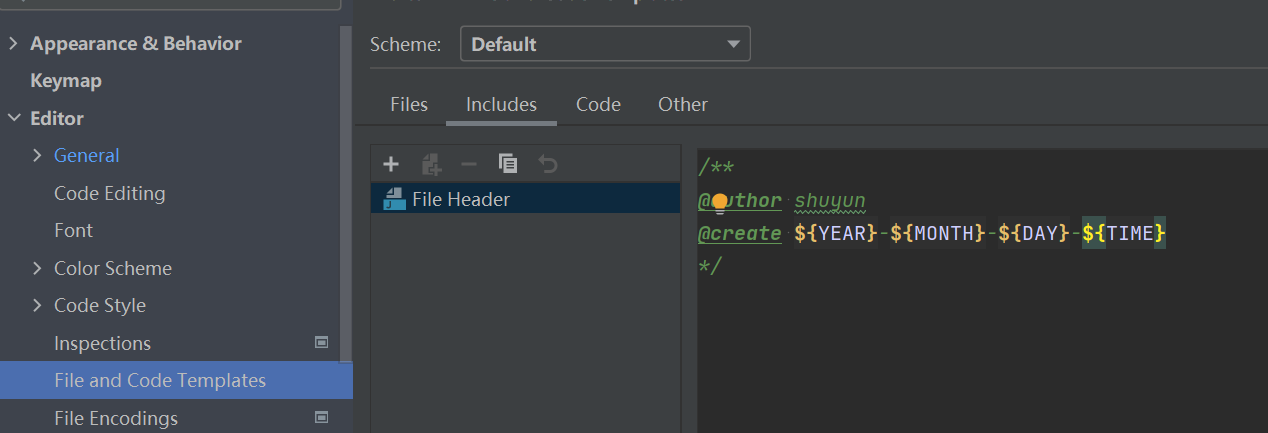 Appearance & Behavior
Keymap
Editor
General
Code Editing
Font
Color Scheme
Code Style
Inspections
File and Code Templates
File Encodings
Scheme: Default
Files Includes Code Other
File Header
/**
@author shuyun
@create ${YEAR}-${MONTH}-${DAY}-${TIME}
*/